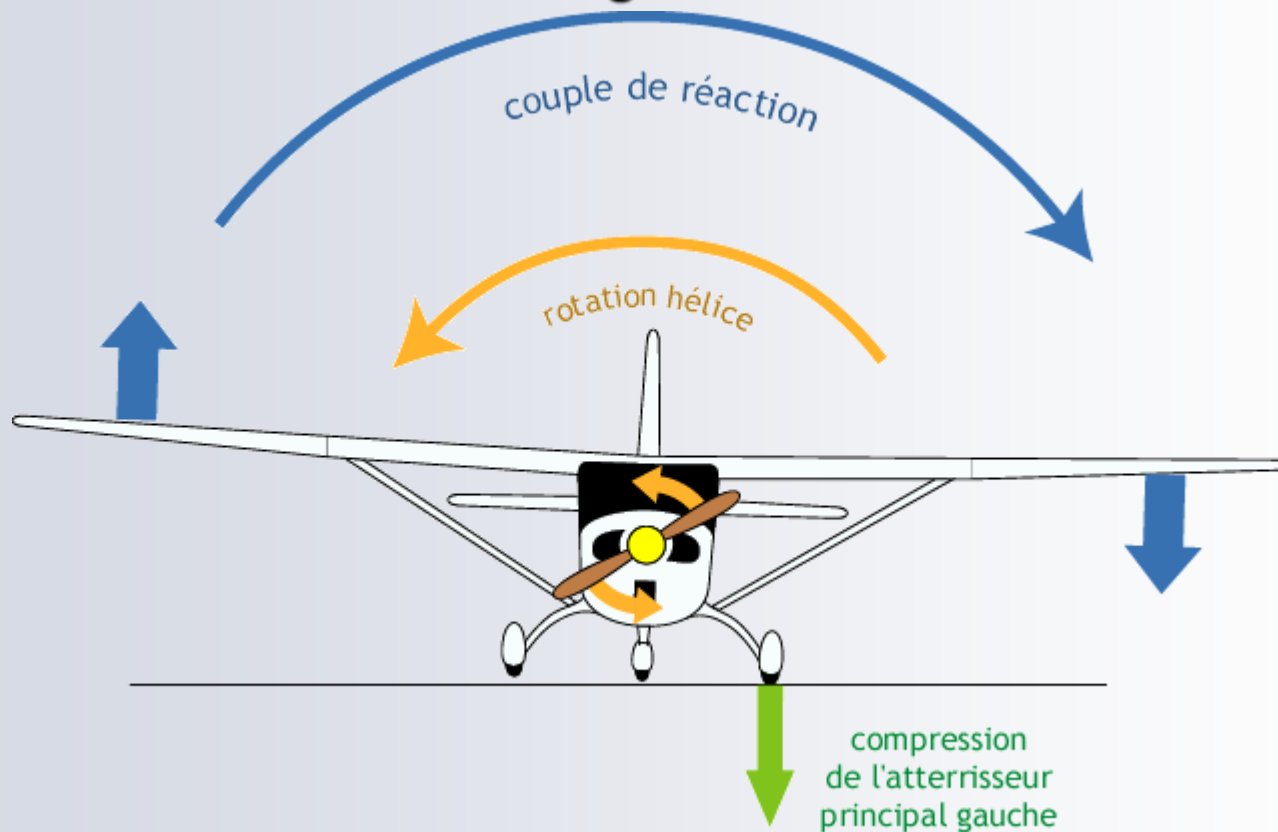 couple de réaction
rotation hélice
compression
de l'atterrisseur
principal gauche